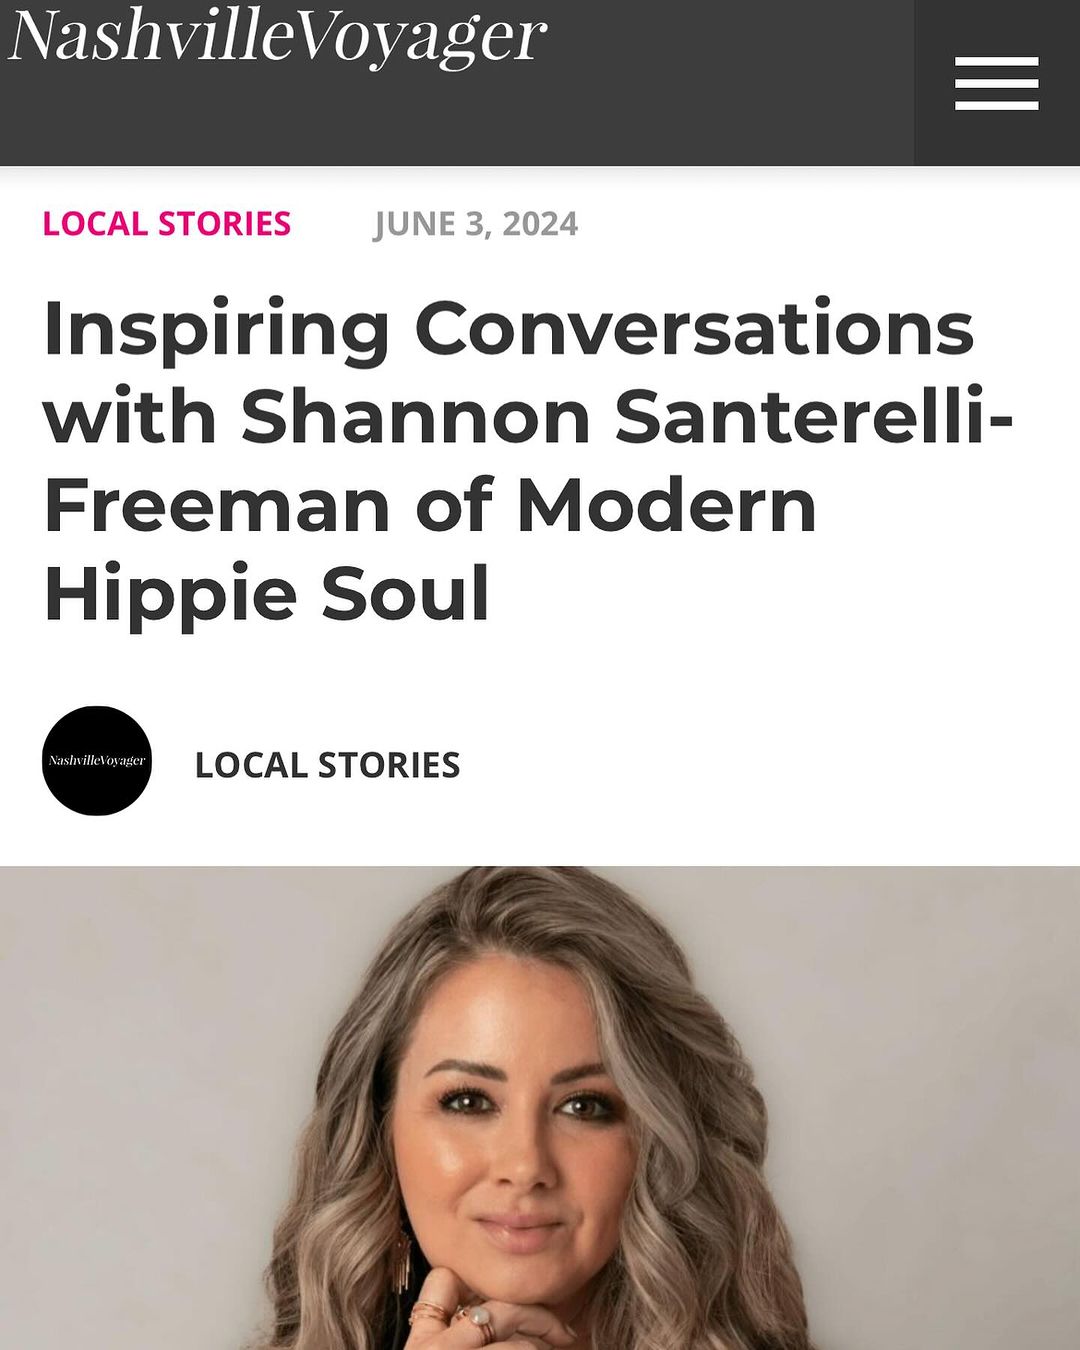 NashvilleVoyager
LOCAL STORIES JUNE 3, 2024
Inspiring Conversations
with Shannon Santerelli-
Freeman of Modern
Hippie Soul
NashvilleVoyager
LOCAL STORIES